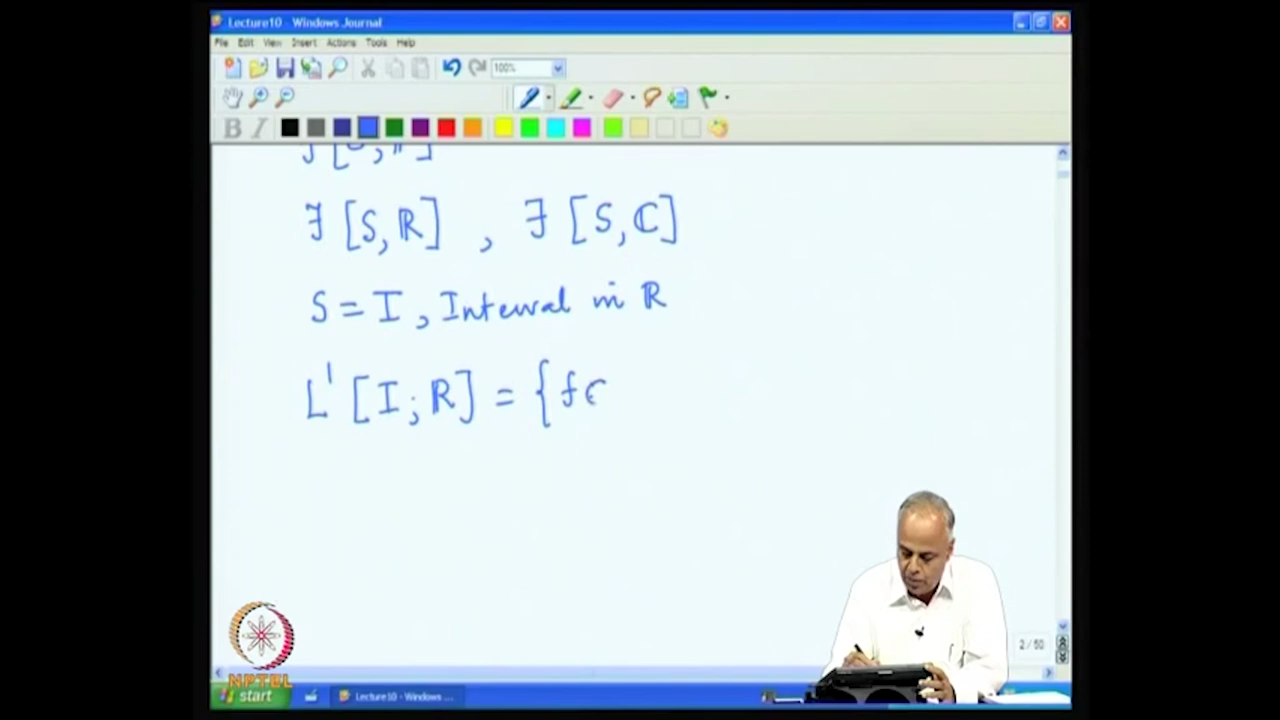 Lecture10 - Windows Journal
File Edit View Insert Actions Tools Help
100%
B I
ℱ [S, ℝ] , ℱ [S, ℂ]
S = I , Interval in ℝ
L¹ [I ; ℝ] = { f ∈
2 / 50
NPTEL
start Lecture10 - Windows ...